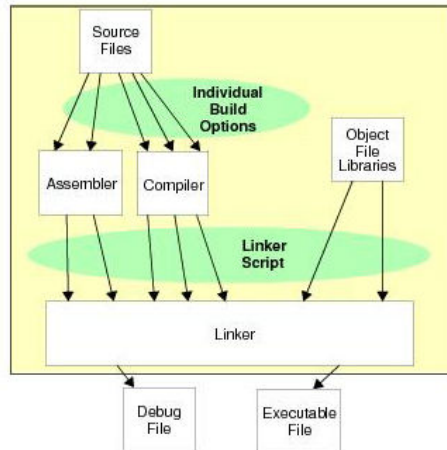 Source
Files
Individual
Build
Options
Object
File
Libraries
Assembler
Compiler
Linker
Script
Linker
Debug
File
Executable
File